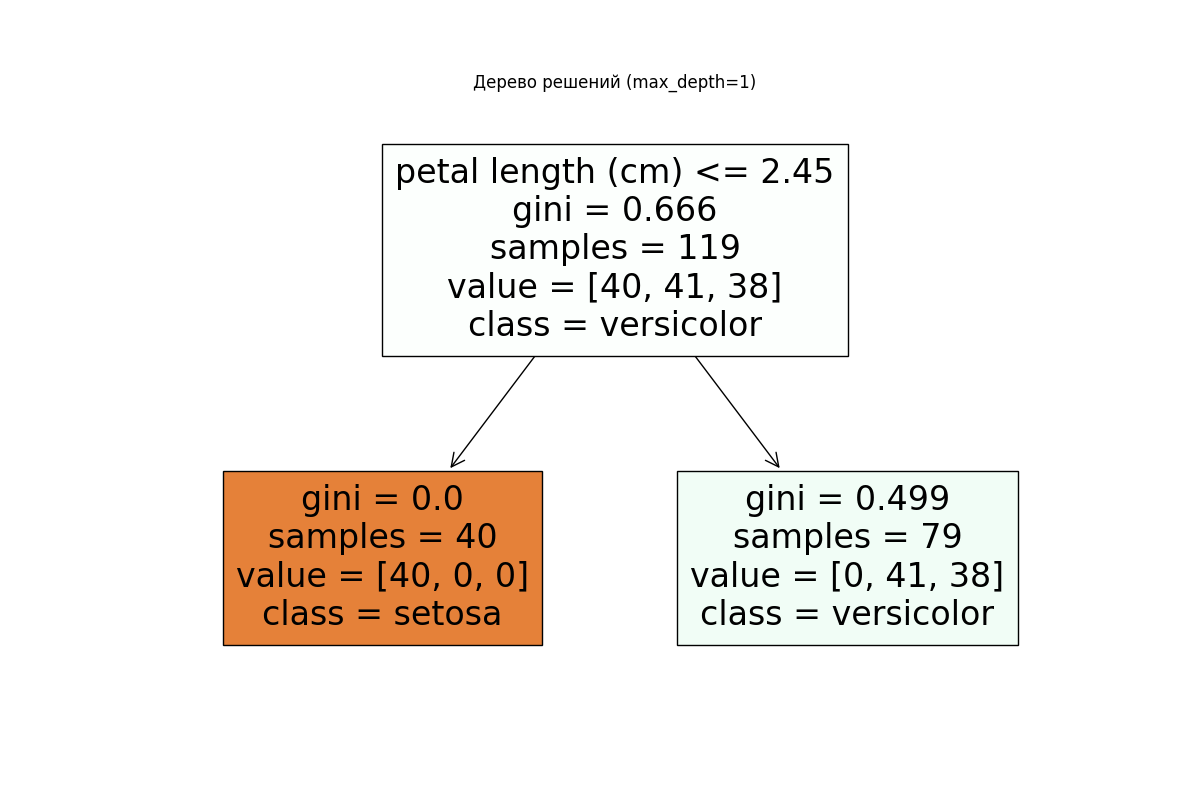 Дерево решений (max_depth=1)
petal length (cm) <= 2.45
gini = 0.666
samples = 119
value = [40, 41, 38]
class = versicolor
gini = 0.0
samples = 40
value = [40, 0, 0]
class = setosa
gini = 0.499
samples = 79
value = [0, 41, 38]
class = versicolor